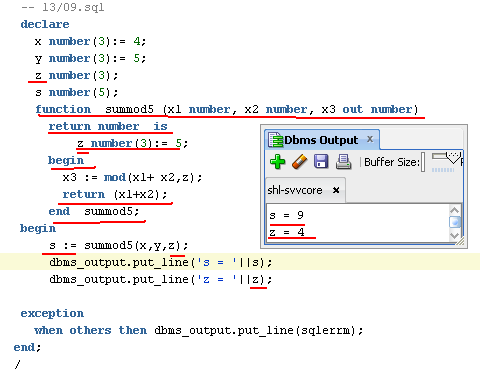 -- 13/09.sql
declare
x number(3):= 4;
y number(3):= 5;
z number(3);
s number(5);
function summod5 (x1 number, x2 number, x3 out number)
return number is
z number(3):= 5;
begin
x3 := mod(x1+ x2,z);
return (x1+x2);
end summod5;
begin
s := summod5(x,y,z);
dbms_output.put_line('s = '||s);
dbms_output.put_line('z = '||z);
exception
when others then dbms_output.put_line(sqlerrm);
end;
/
Dbms Output
Buffer Size:
shl-svvcore
s = 9
z = 4